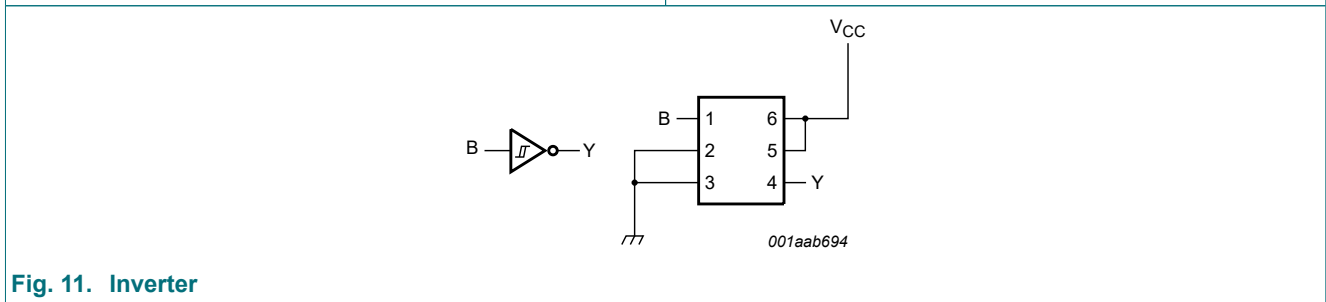 V_CC
B 1 6
B Y 2 5
3 4 Y
001aab694
Fig. 11. Inverter